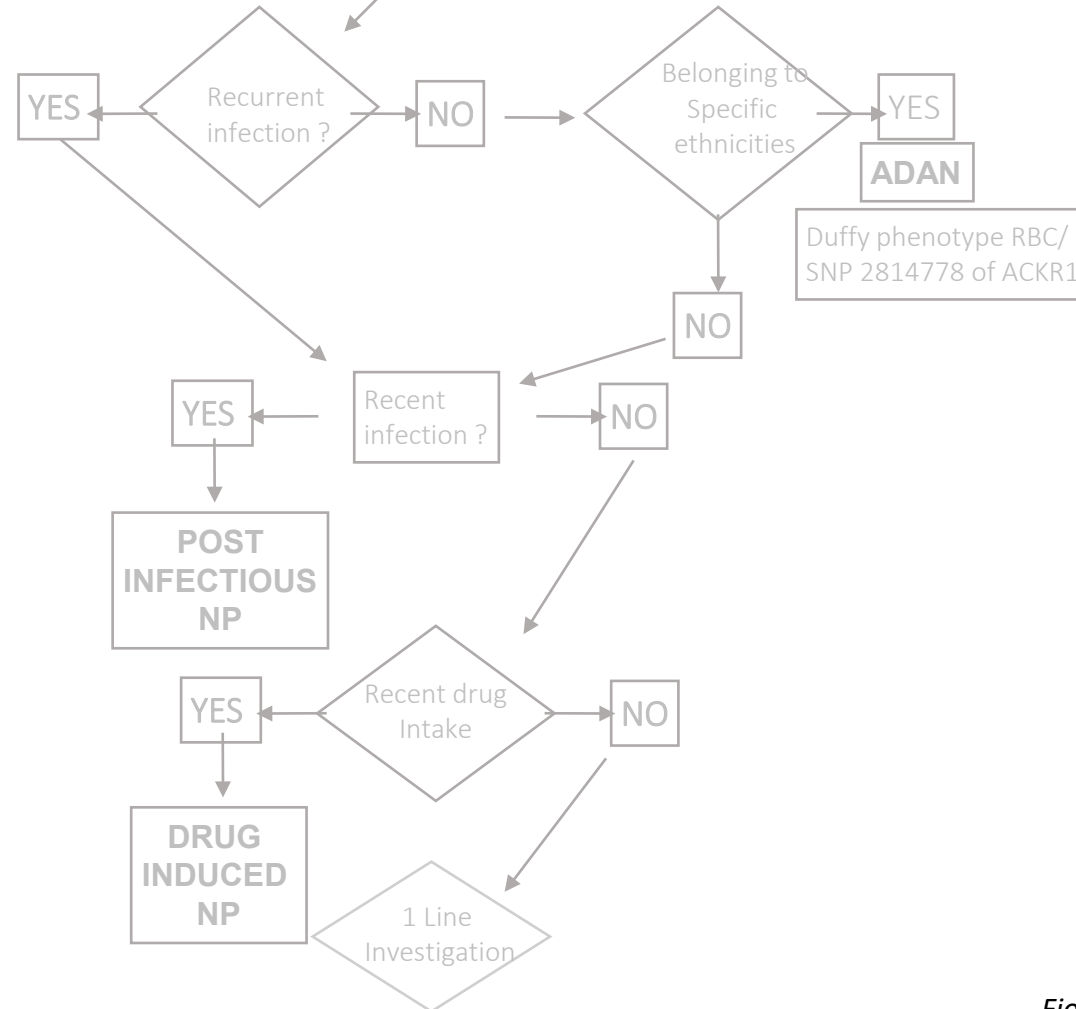 YES
Recurrent
infection ?
NO
Belonging to
Specific
ethnicities
YES
ADAN
Duffy phenotype RBC/
SNP 2814778 of ACKR1
NO
YES
Recent
infection ?
NO
POST
INFECTIOUS
NP
YES
Recent drug
Intake
NO
DRUG
INDUCED
NP
1 Line
Investigation